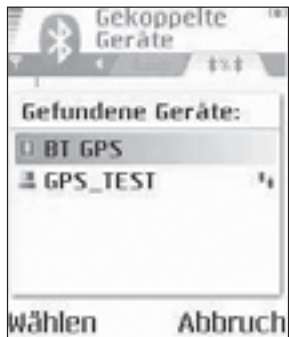 Gekoppelte
Geräte
Gefundene Geräte:
BT GPS
GPS_TEST
Wählen Abbruch